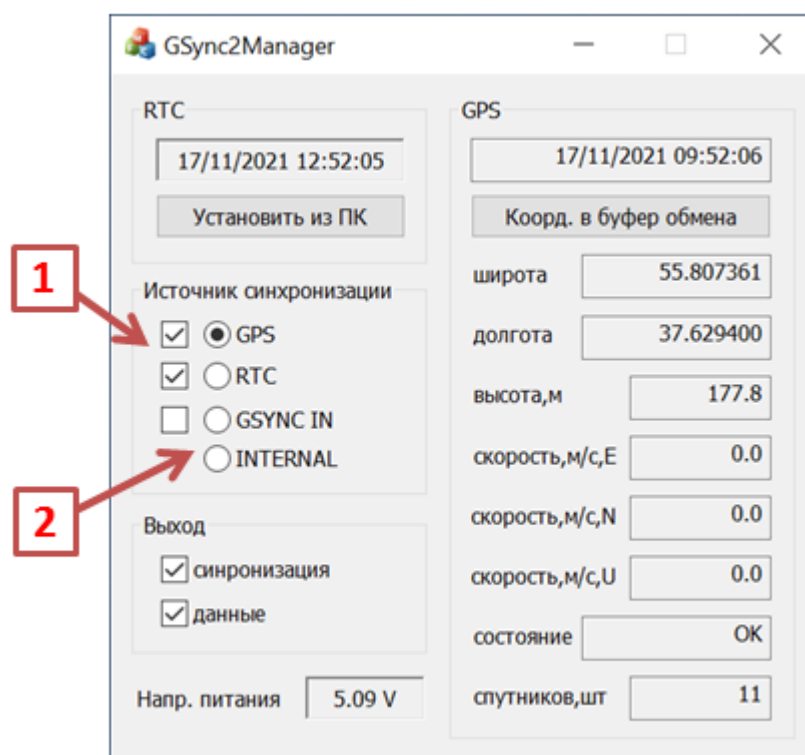 GSync2Manager
RTC
17/11/2021 12:52:05
Установить из ПК
1
Источник синхронизации
GPS
RTC
GSYNC IN
INTERNAL
2
Выход
синронизация
данные
Напр. питания 5.09 V
GPS
17/11/2021 09:52:06
Коорд. в буфер обмена
широта 55.807361
долгота 37.629400
высота,м 177.8
скорость,м/с,E 0.0
скорость,м/с,N 0.0
скорость,м/с,U 0.0
состояние OK
спутников,шт 11